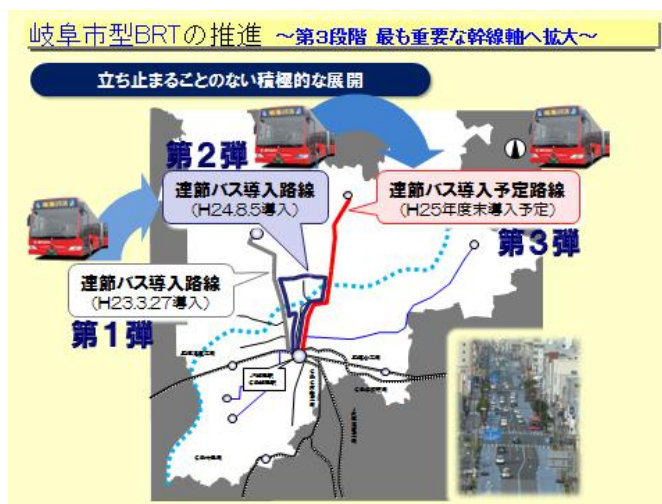 岐阜市型BRTの推進 ~第3段階 最も重要な幹線軸へ拡大~
立ち止まることのない積極的な展開
第2弾
連節バス導入路線
(H24.8.5導入)
連節バス導入予定路線
(H25年度末導入予定)
第3弾
連節バス導入路線
(H23.3.27導入)
第1弾